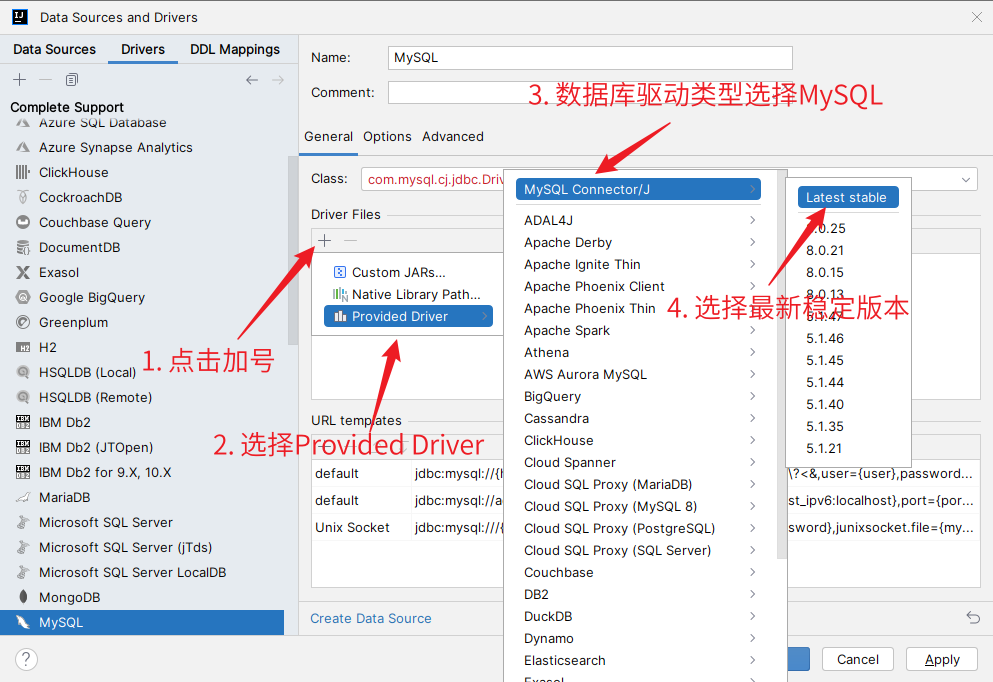 Data Sources and Drivers
Data Sources Drivers DDL Mappings
Complete Support
Azure SQL Database
Azure Synapse Analytics
ClickHouse
CockroachDB
Couchbase Query
DocumentDB
Exasol
Google BigQuery
Greenplum
H2
HSQLDB (Local)
HSQLDB (Remote)
IBM Db2
IBM Db2 (JTOpen)
IBM Db2 for 9.X, 10.X
MariaDB
Microsoft SQL Server
Microsoft SQL Server (jTds)
Microsoft SQL Server LocalDB
MongoDB
MySQL
Name: MySQL
Comment:
3. 数据库驱动类型选择MySQL
General Options Advanced
Class: com.mysql.cj.jdbc.Driv
Driver Files
Custom JARs...
Native Library Path...
Provided Driver
1. 点击加号
2. 选择Provided Driver
URL templates
default jdbc:mysql://{h
\?<&,user={user},password...
default jdbc:mysql://a
st_ipv6:localhost},port={por...
Unix Socket jdbc:mysql:///{
sword},junixsocket.file={my...
MySQL Connector/J
ADAL4J
Apache Derby
Apache Ignite Thin
Apache Phoenix Client
Apache Phoenix Thin
Apache Spark
Athena
AWS Aurora MySQL
BigQuery
Cassandra
ClickHouse
Cloud Spanner
Cloud SQL Proxy (MariaDB)
Cloud SQL Proxy (MySQL 8)
Cloud SQL Proxy (PostgreSQL)
Cloud SQL Proxy (SQL Server)
Couchbase
DB2
DuckDB
Dynamo
Elasticsearch
Exasol
Latest stable
8.0.25
8.0.21
8.0.15
8.0.13
4. 选择最新稳定版本
5.1.47
5.1.46
5.1.45
5.1.44
5.1.40
5.1.35
5.1.21
Create Data Source
Cancel Apply